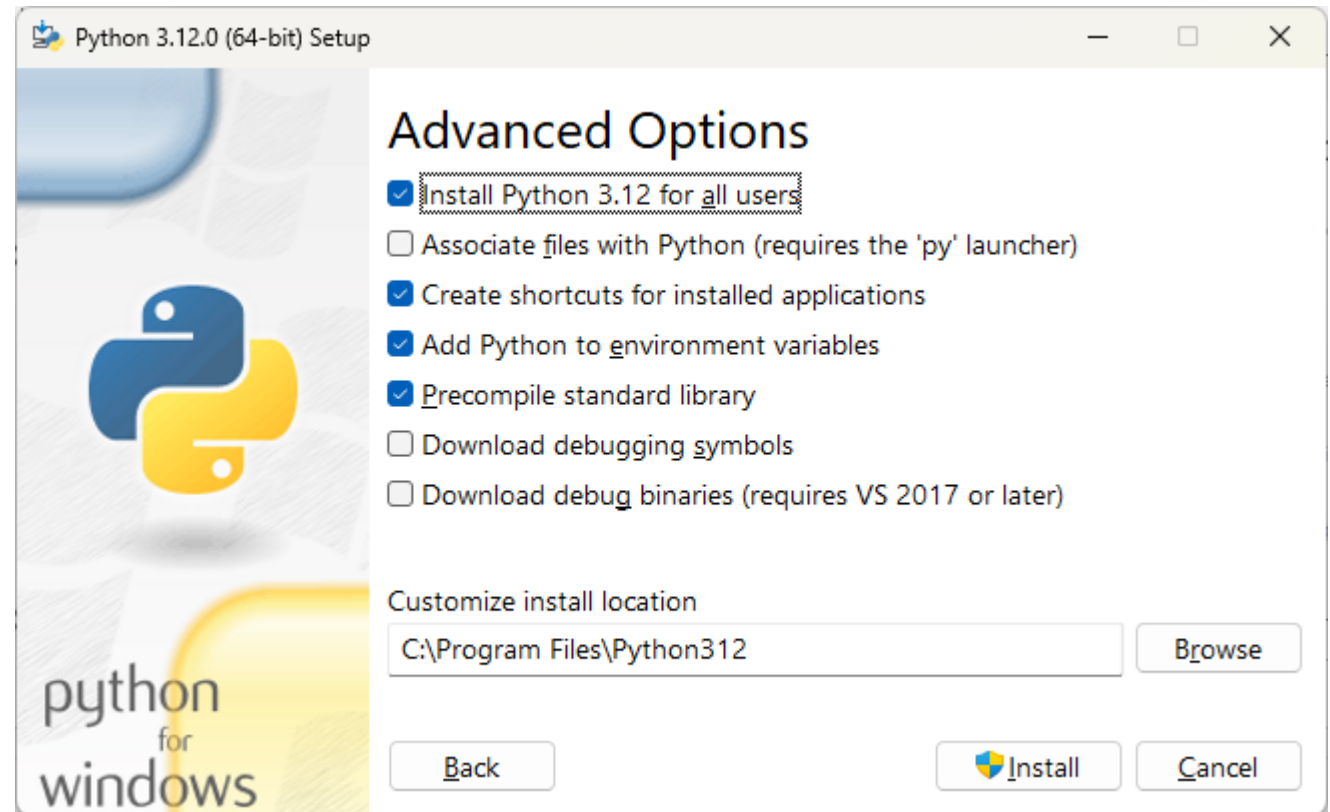 Python 3.12.0 (64-bit) Setup
Advanced Options
Install Python 3.12 for all users
Associate files with Python (requires the 'py' launcher)
Create shortcuts for installed applications
Add Python to environment variables
Precompile standard library
Download debugging symbols
Download debug binaries (requires VS 2017 or later)
Customize install location
C:\Program Files\Python312
Browse
python
for
windows
Back
Install
Cancel